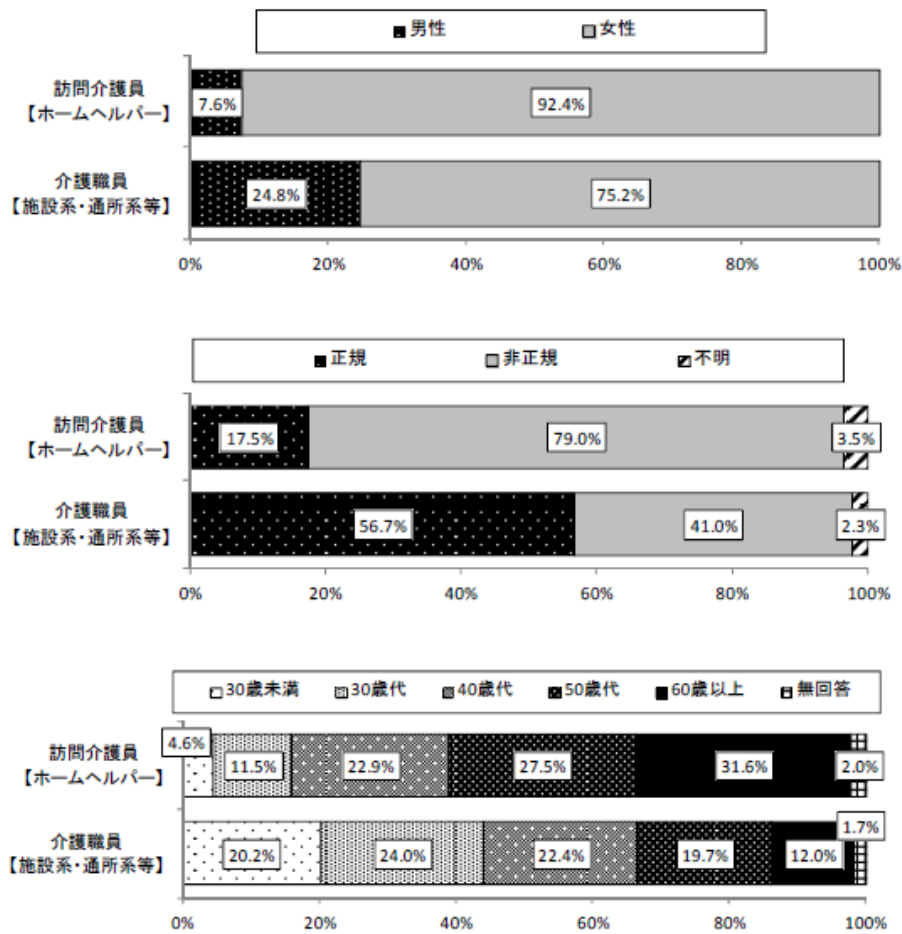 ■男性 ■女性
訪問介護員
【ホームヘルパー】
7.6% 92.4%
介護職員
【施設系・通所系等】
24.8% 75.2%
0% 20% 40% 60% 80% 100%
■正規 ■非正規 不明
訪問介護員
【ホームヘルパー】
17.5% 79.0% 3.5%
介護職員
【施設系・通所系等】
56.7% 41.0% 2.3%
0% 20% 40% 60% 80% 100%
30歳未満 30歳代 40歳代 50歳代 60歳以上 無回答
訪問介護員
【ホームヘルパー】
4.6% 11.5% 22.9% 27.5% 31.6% 2.0%
介護職員
【施設系・通所系等】
20.2% 24.0% 22.4% 19.7% 12.0% 1.7%
0% 20% 40% 60% 80% 100%